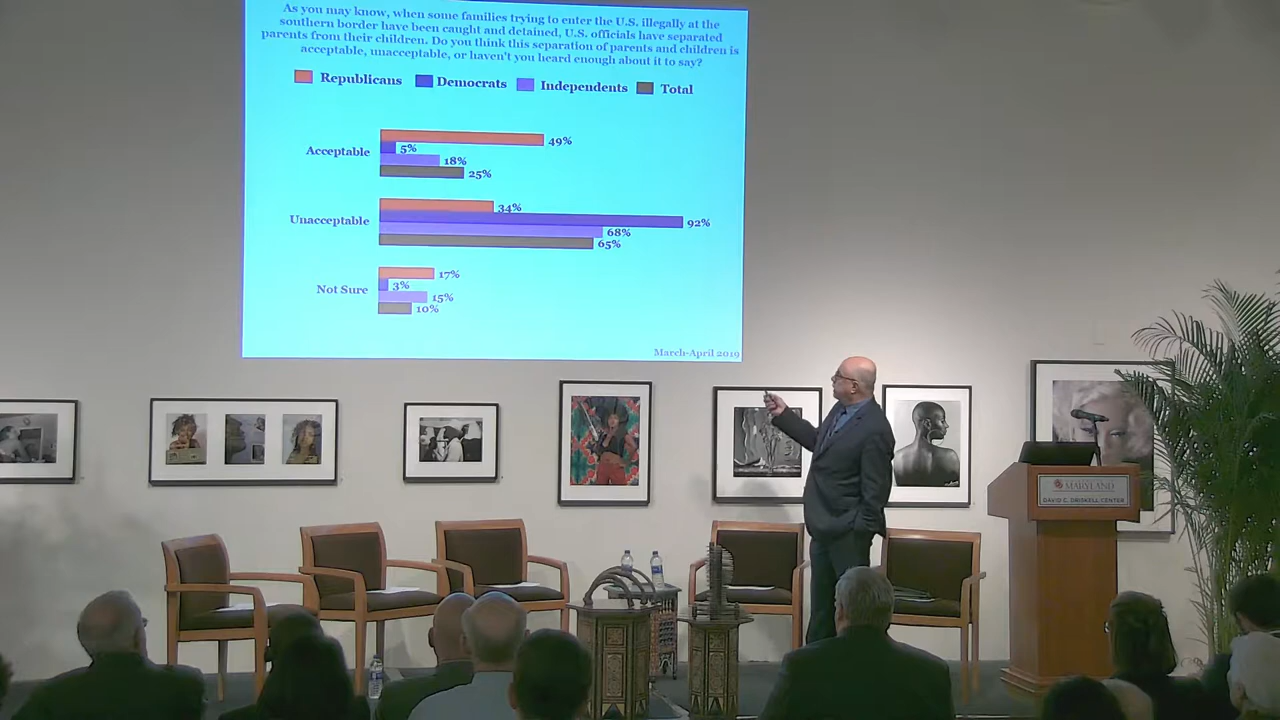 As you may know, when some families trying to enter the U.S. illegally at the
southern border have been caught and detained, U.S. officials have separated
parents from their children. Do you think this separation of parents and children is
acceptable, unacceptable, or haven't you heard enough about it to say?
Republicans Democrats Independents Total
Acceptable
49%
5%
18%
25%
Unacceptable
34%
92%
68%
65%
Not Sure
17%
3%
15%
10%
March-April 2019
MARYLAND
DAVID C. DRISKELL CENTER